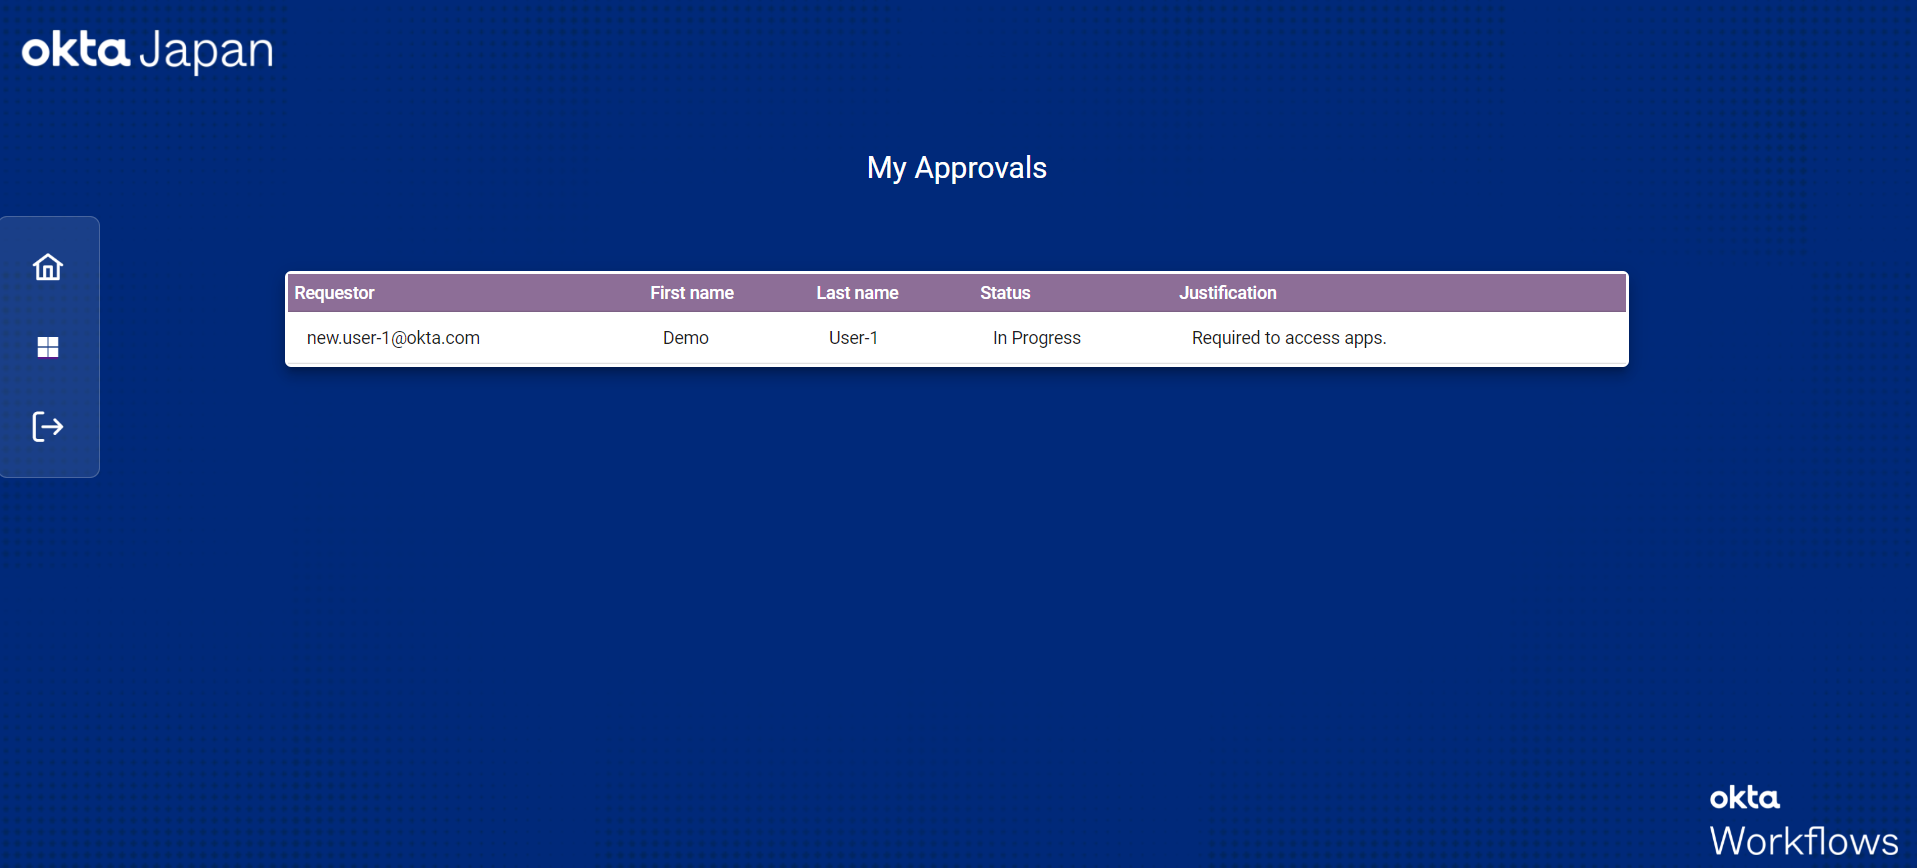 okta Japan
My Approvals
Requestor First name Last name Status Justification
new.user-1@okta.com Demo User-1 In Progress Required to access apps.
okta
Workflows